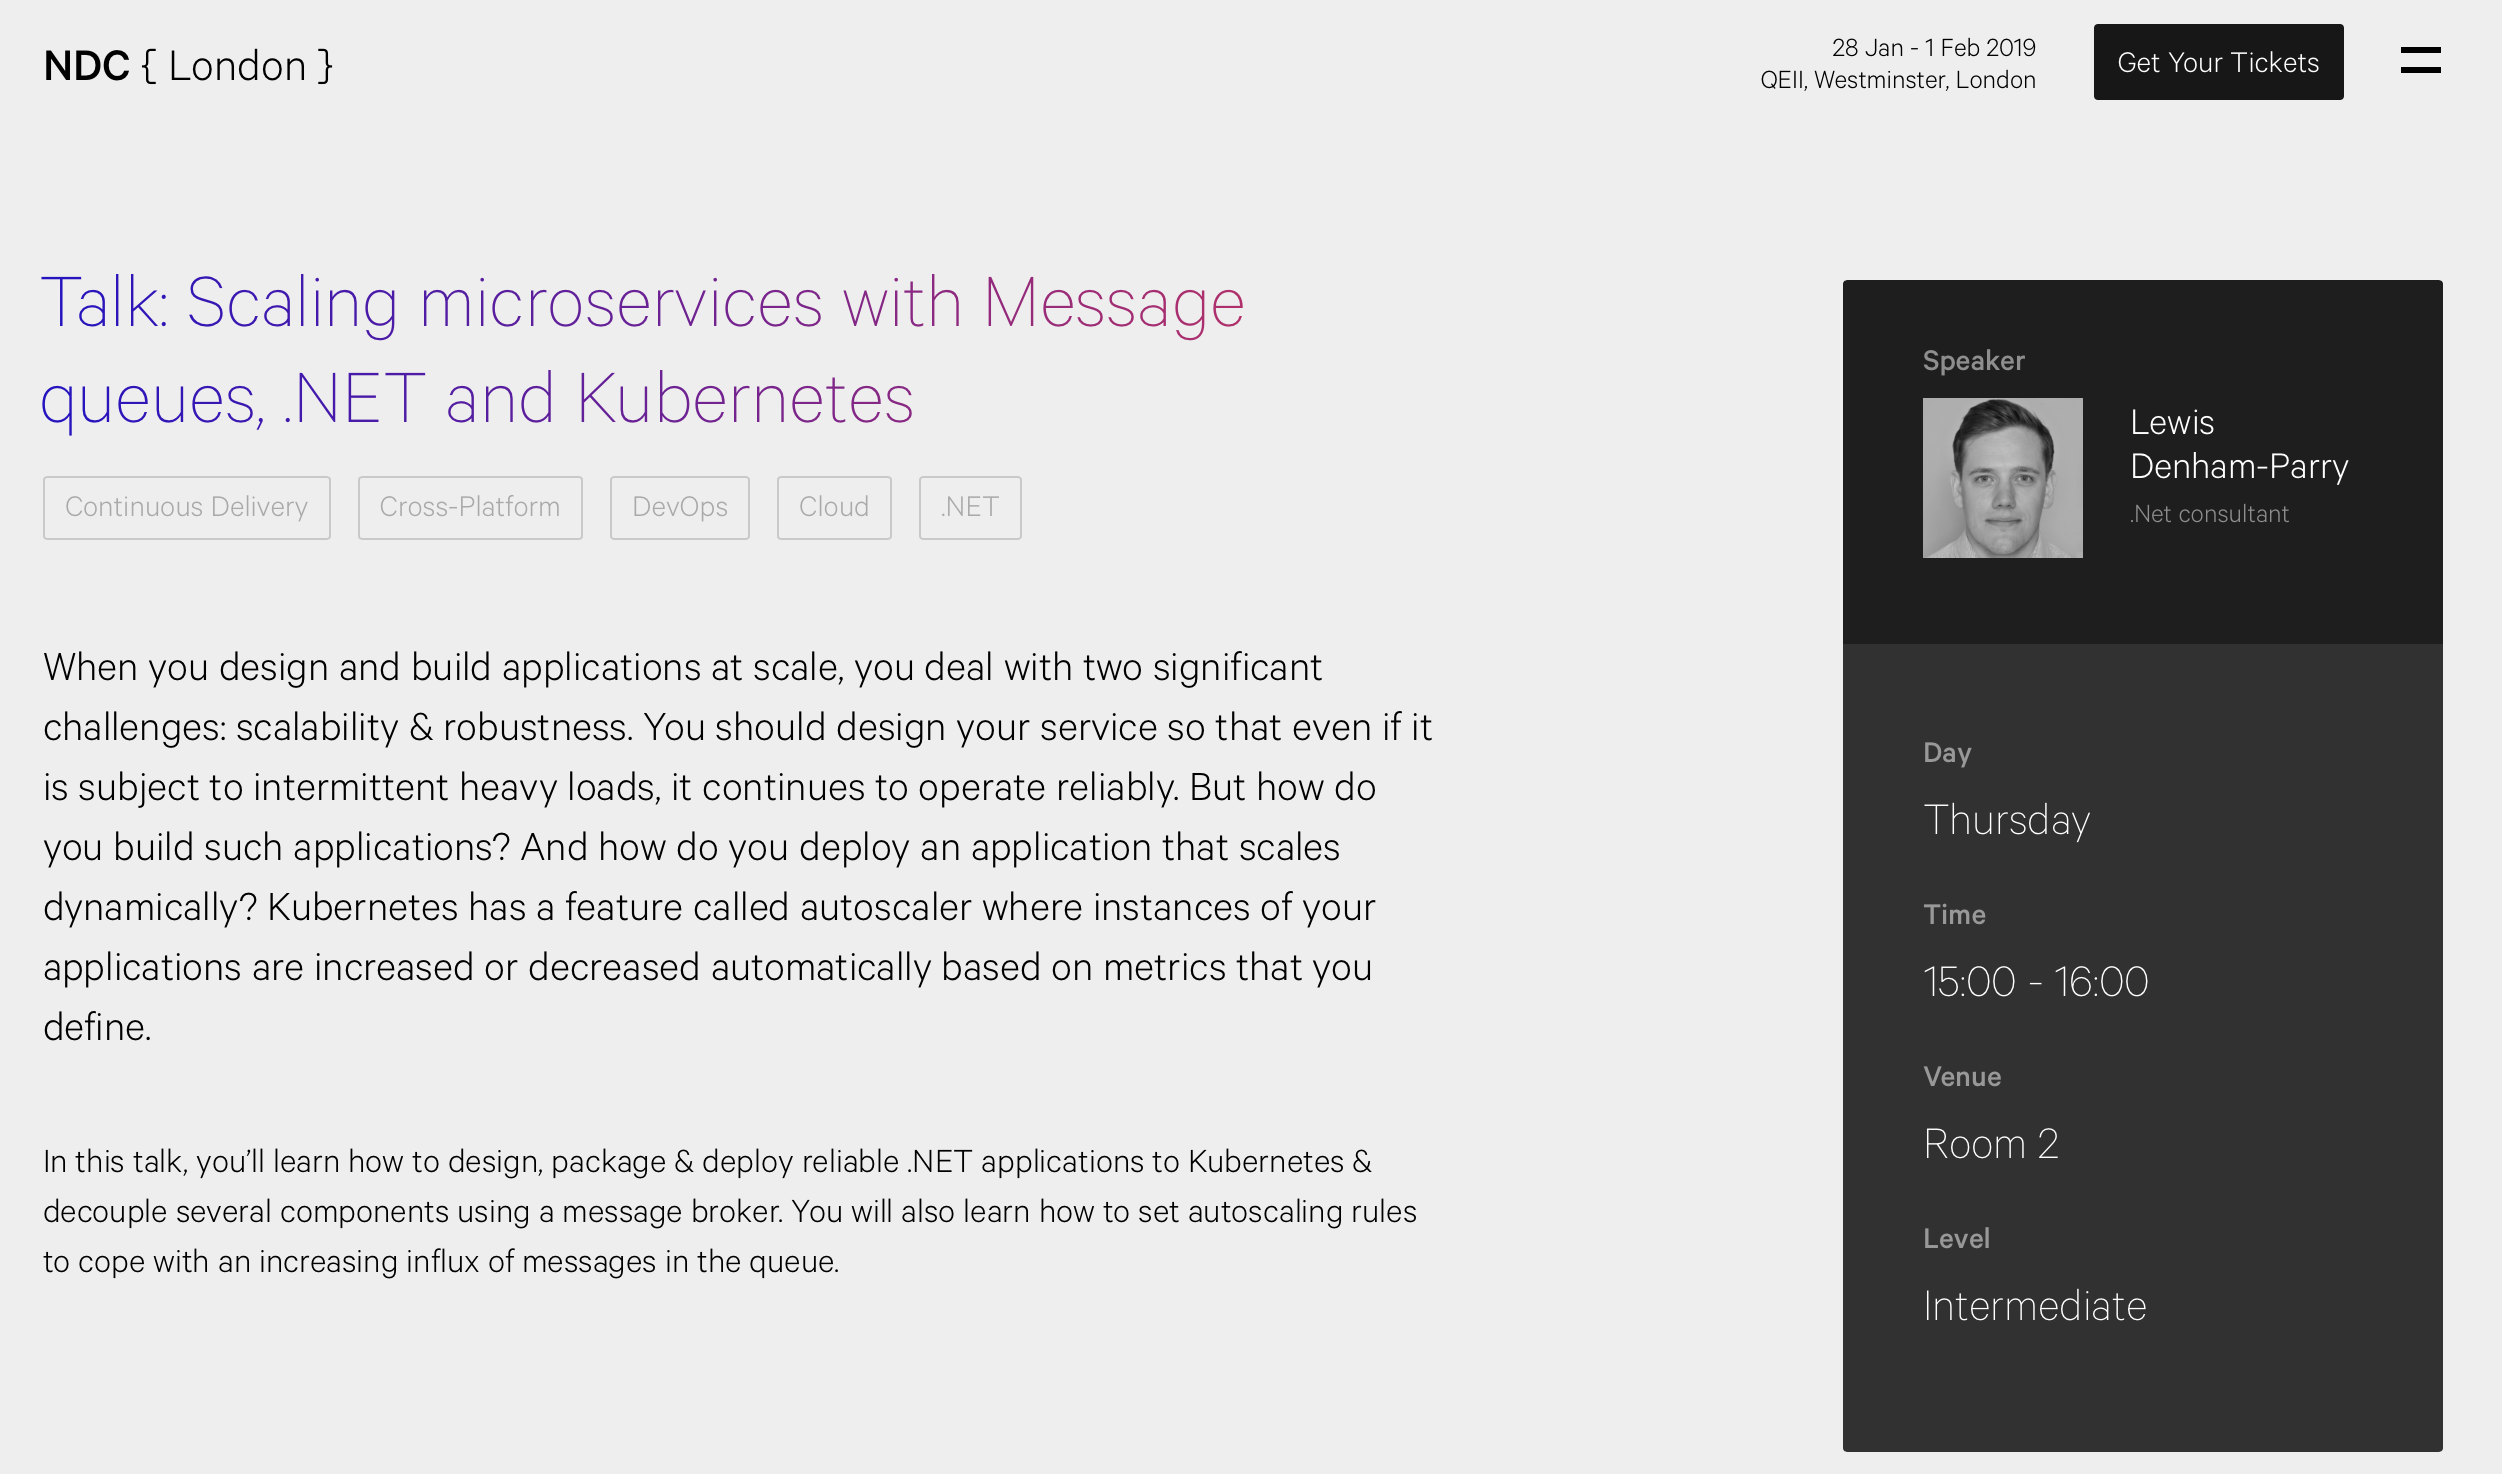 NDC { London }
28 Jan - 1 Feb 2019
QEII, Westminster, London
Get Your Tickets
Talk: Scaling microservices with Message
queues, .NET and Kubernetes
Continuous Delivery
Cross-Platform
DevOps
Cloud
.NET
When you design and build applications at scale, you deal with two significant
challenges: scalability & robustness. You should design your service so that even if it
is subject to intermittent heavy loads, it continues to operate reliably. But how do
you build such applications? And how do you deploy an application that scales
dynamically? Kubernetes has a feature called autoscaler where instances of your
applications are increased or decreased automatically based on metrics that you
define.
In this talk, you’ll learn how to design, package & deploy reliable .NET applications to Kubernetes &
decouple several components using a message broker. You will also learn how to set autoscaling rules
to cope with an increasing influx of messages in the queue.
Speaker
Lewis
Denham-Parry
.Net consultant
Day
Thursday
Time
15:00 - 16:00
Venue
Room 2
Level
Intermediate